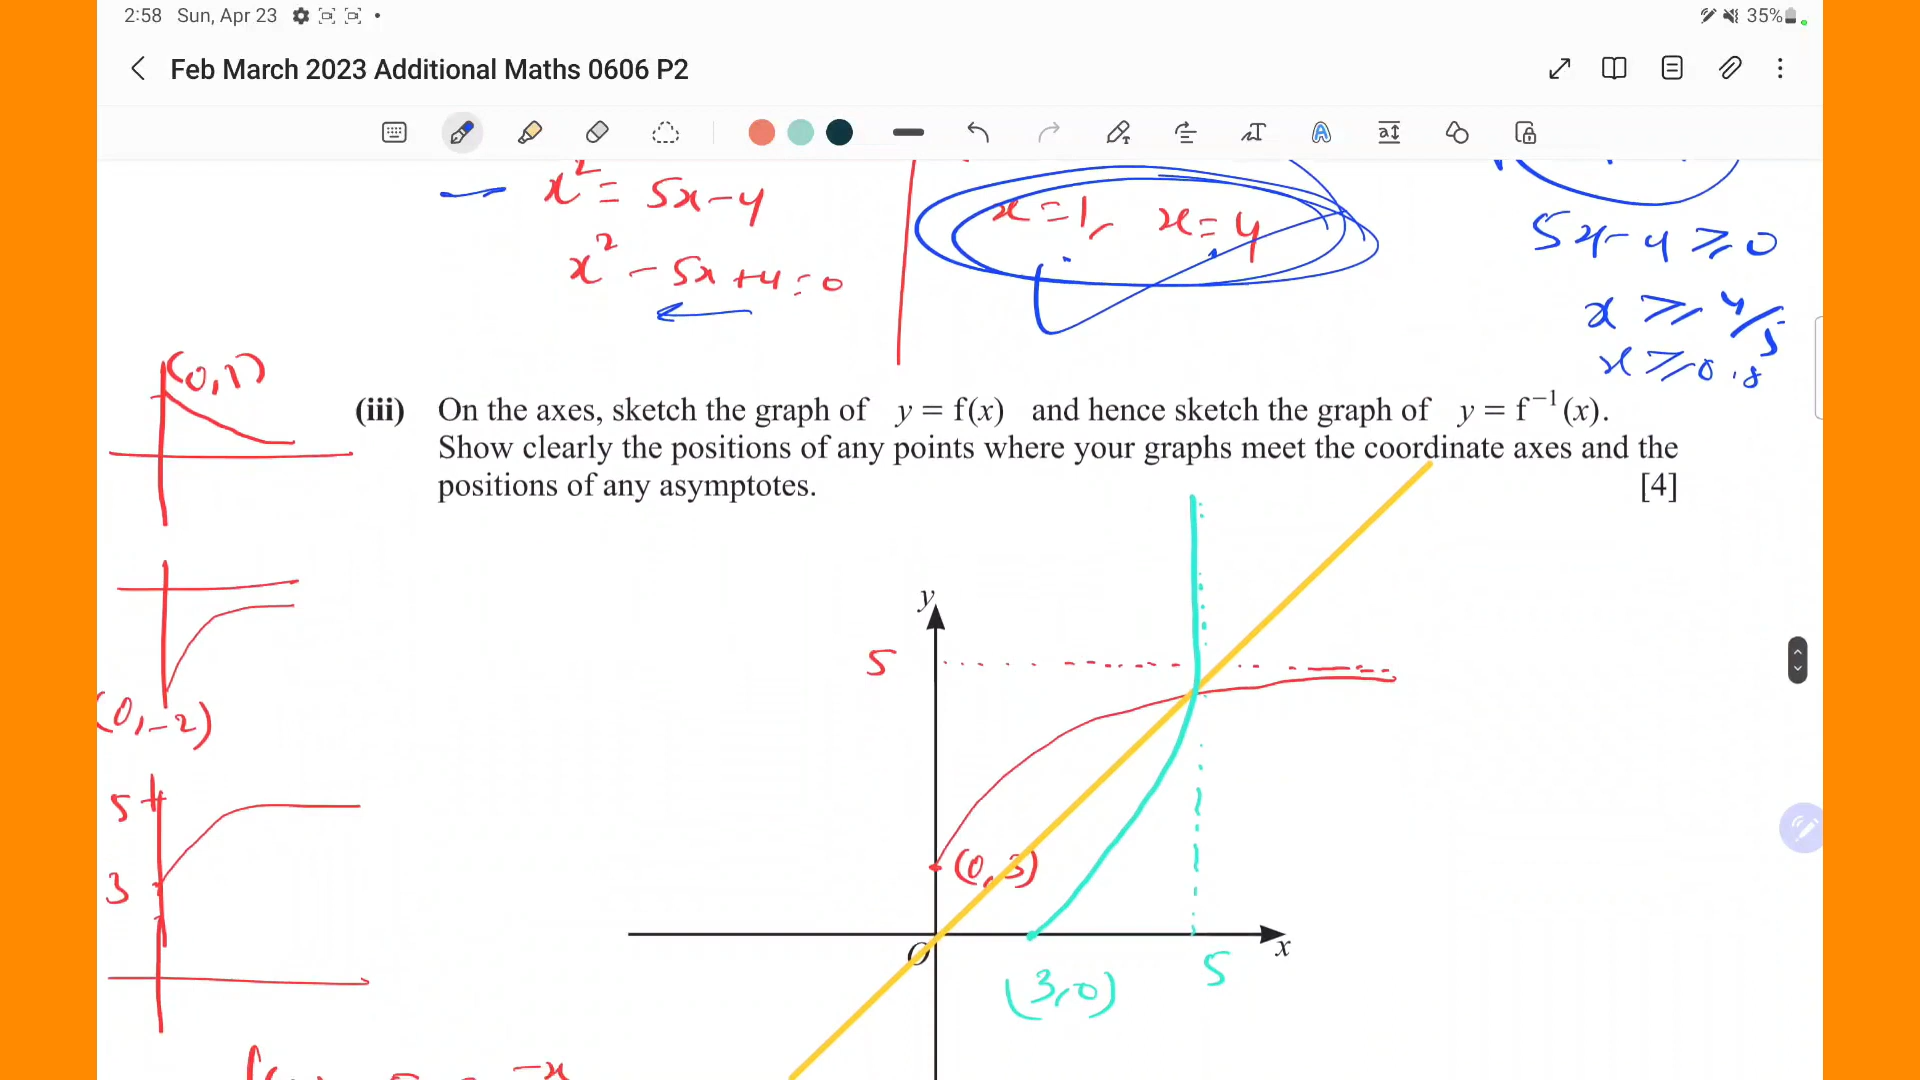 2:58 Sun, Apr 23
35%
Feb March 2023 Additional Maths 0606 P2
x² = 5x-4
x² - 5x+4=0
x=1, x=4
5x-4 ≥ 0
x ≥ 4/5
x ≥ 0.8
(0,1)
(iii) On the axes, sketch the graph of y = f(x) and hence sketch the graph of y = f⁻¹(x).
Show clearly the positions of any points where your graphs meet the coordinate axes and the
positions of any asymptotes. [4]
(0,-2)
5
3
y
5
(0,3)
O
x
(3,0)
5
-x